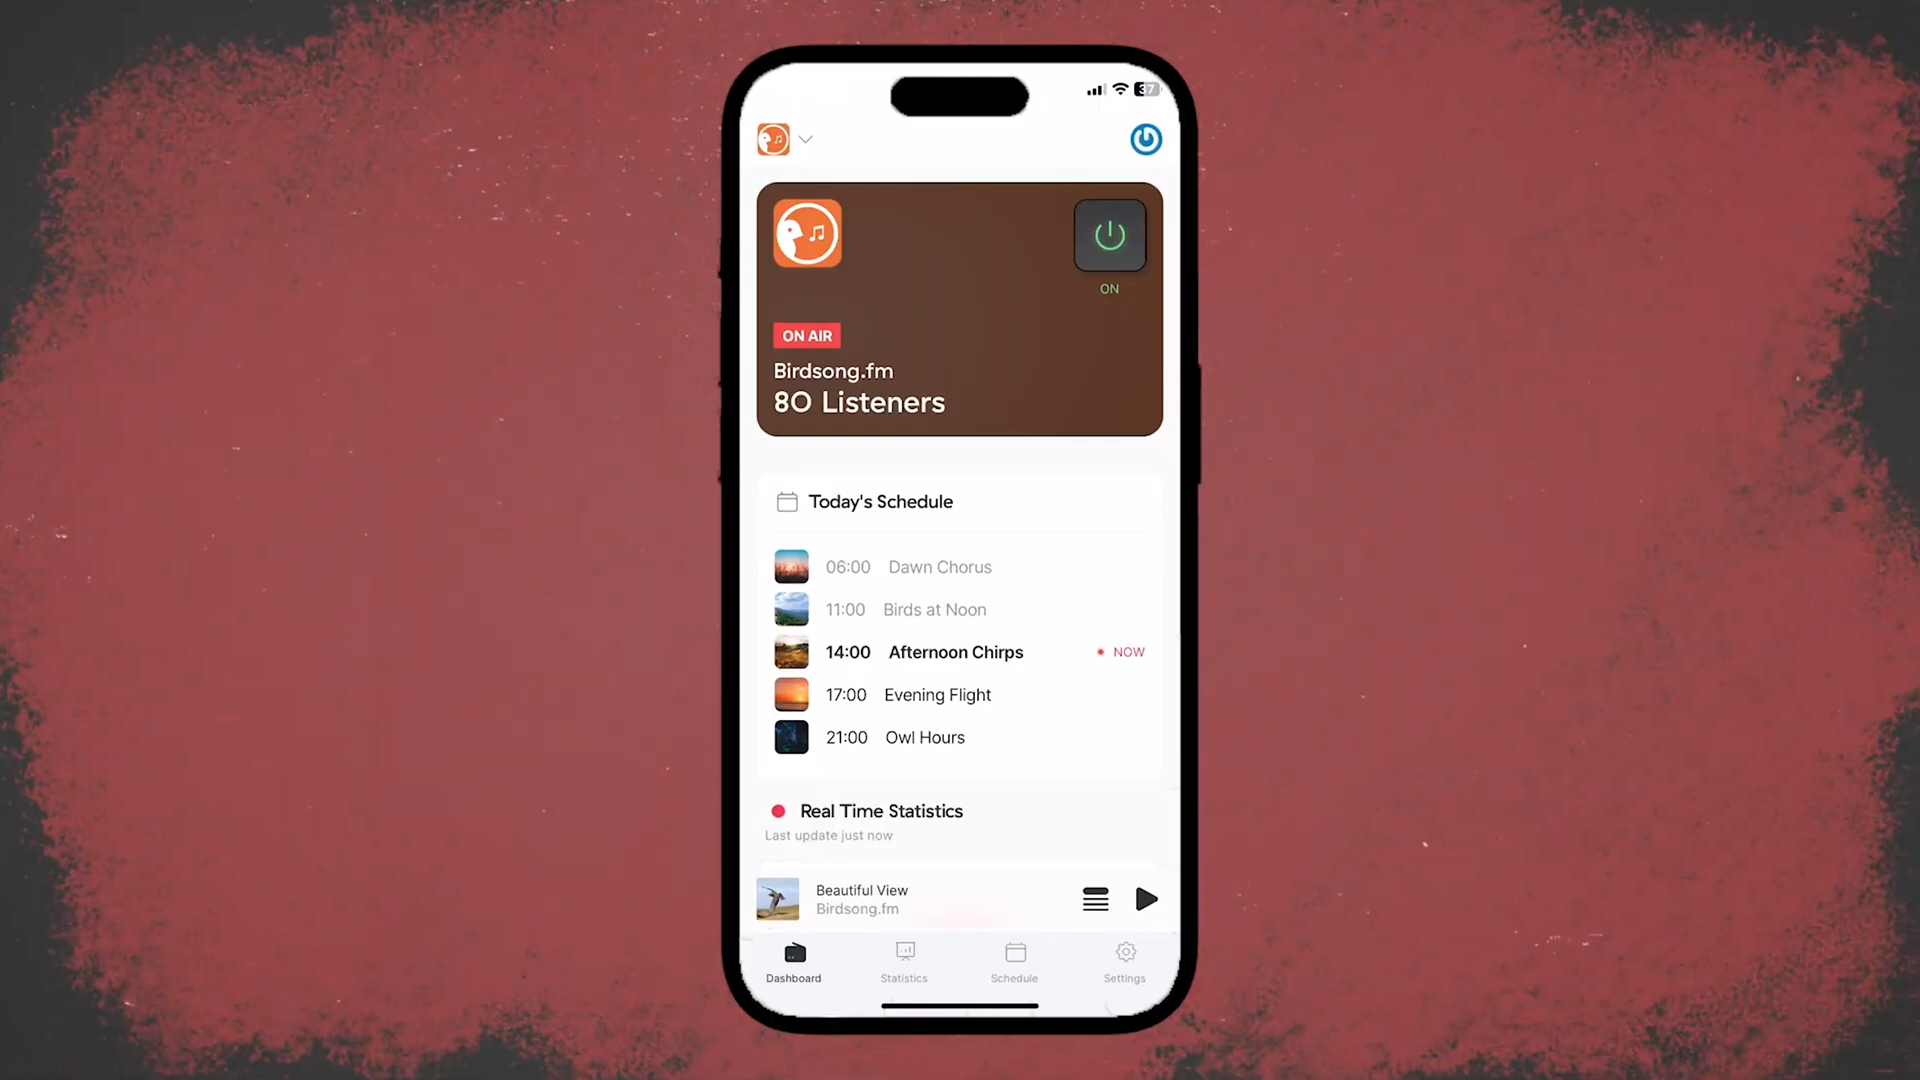 37
ON
ON AIR
Birdsong.fm
80 Listeners
Today's Schedule
06:00 Dawn Chorus
11:00 Birds at Noon
14:00 Afternoon Chirps NOW
17:00 Evening Flight
21:00 Owl Hours
Real Time Statistics
Last update just now
Beautiful View
Birdsong.fm
Dashboard Statistics Schedule Settings